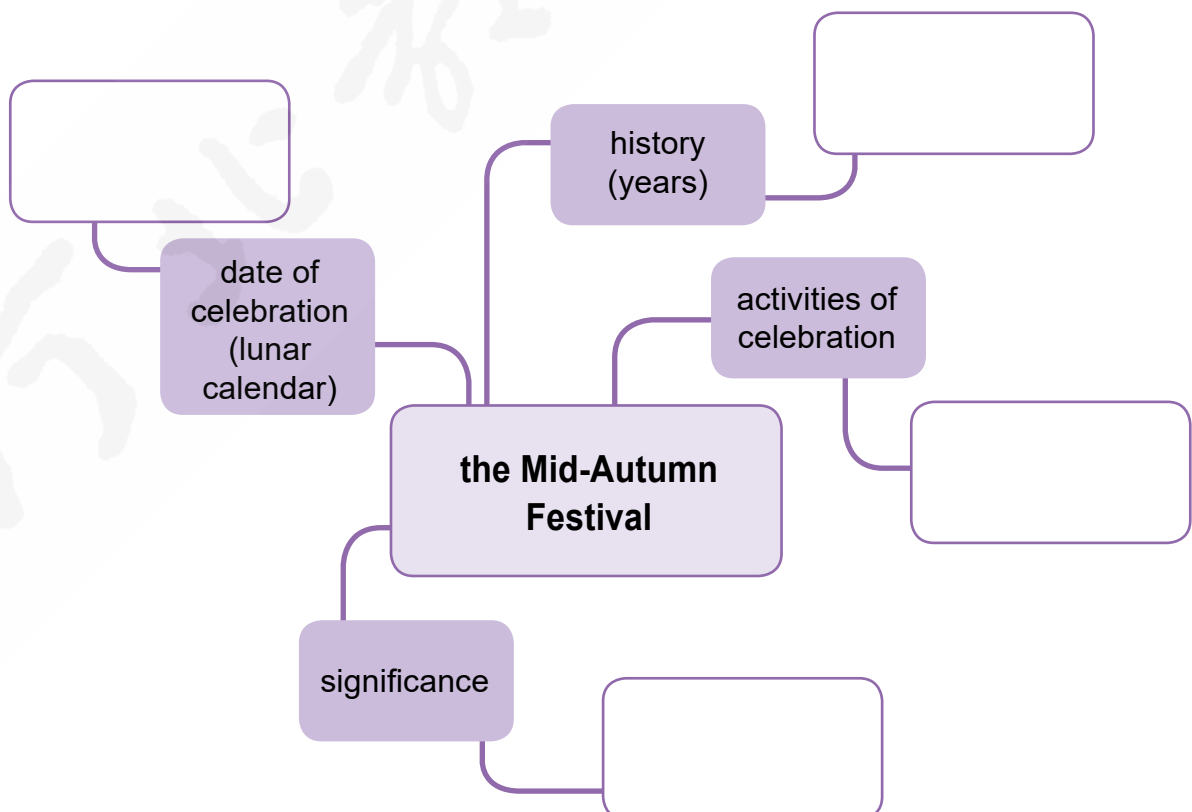 history
(years)
date of
celebration
(lunar
calendar)
activities of
celebration
the Mid-Autumn
Festival
significance